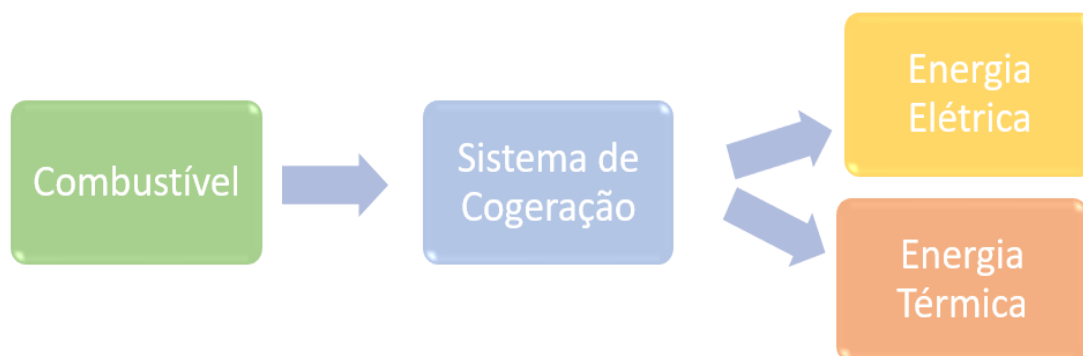 Combustível
Sistema de
Cogeração
Energia
Elétrica
Energia
Térmica